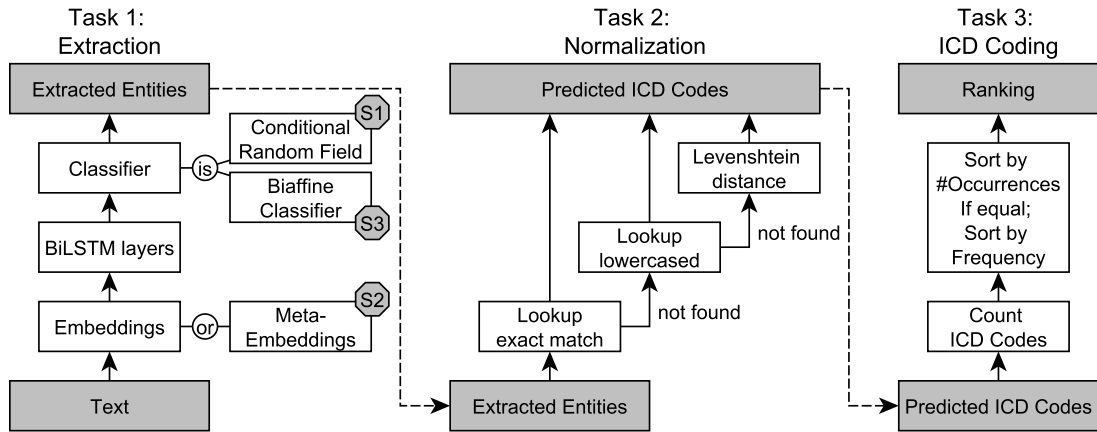 Task 1:
Extraction
Extracted Entities
Classifier
is
Conditional
Random Field
S1
Biaffine
Classifier
S3
BiLSTM layers
Embeddings
or
Meta-
Embeddings
S2
Text
Task 2:
Normalization
Predicted ICD Codes
Levenshtein
distance
not found
Lookup
lowercased
not found
Lookup
exact match
Extracted Entities
Task 3:
ICD Coding
Ranking
Sort by
#Occurrences
If equal;
Sort by
Frequency
Count
ICD Codes
Predicted ICD Codes